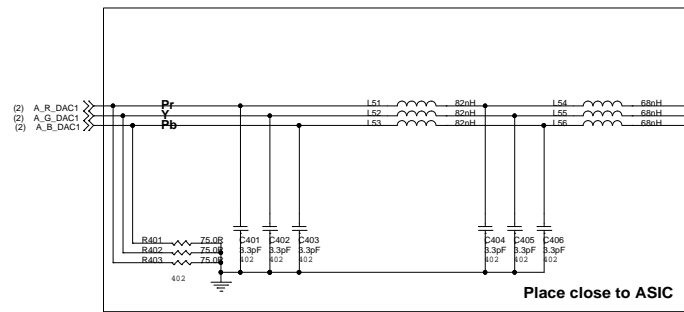 (2) A_R_DAC1 Pr L51 82nH L54 68nH
(2) A_G_DAC1 Y L52 82nH L55 68nH
(2) A_B_DAC1 Pb L53 82nH L56 68nH
R401 75.0R C401 C402 C403 C404 C405 C406
R402 75.0R 3.3pF 3.3pF 3.3pF 3.3pF 3.3pF 3.3pF
R403 75.0R 402 402 402 402 402 402
402
Place close to ASIC